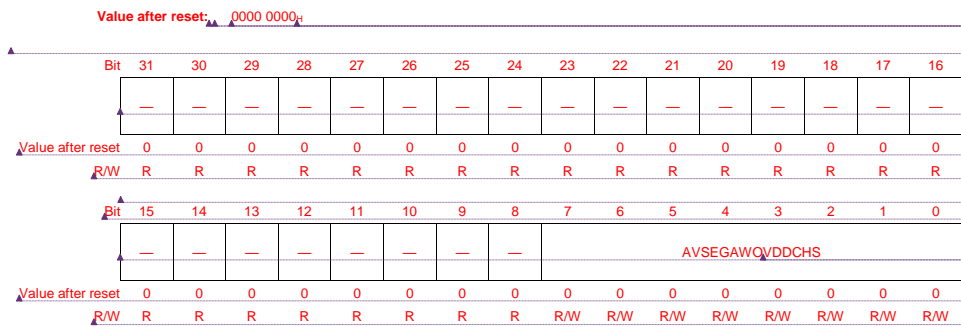 Value after reset: 0000 0000H
Bit 31 30 29 28 27 26 25 24 23 22 21 20 19 18 17 16
— — — — — — — — — — — — — — — —
Value after reset 0 0 0 0 0 0 0 0 0 0 0 0 0 0 0 0
R/W R R R R R R R R R R R R R R R R
Bit 15 14 13 12 11 10 9 8 7 6 5 4 3 2 1 0
— — — — — — — — AVSEGAWOVDDCHS
Value after reset 0 0 0 0 0 0 0 0 0 0 0 0 0 0 0 0
R/W R R R R R R R R R/W R/W R/W R/W R/W R/W R/W R/W